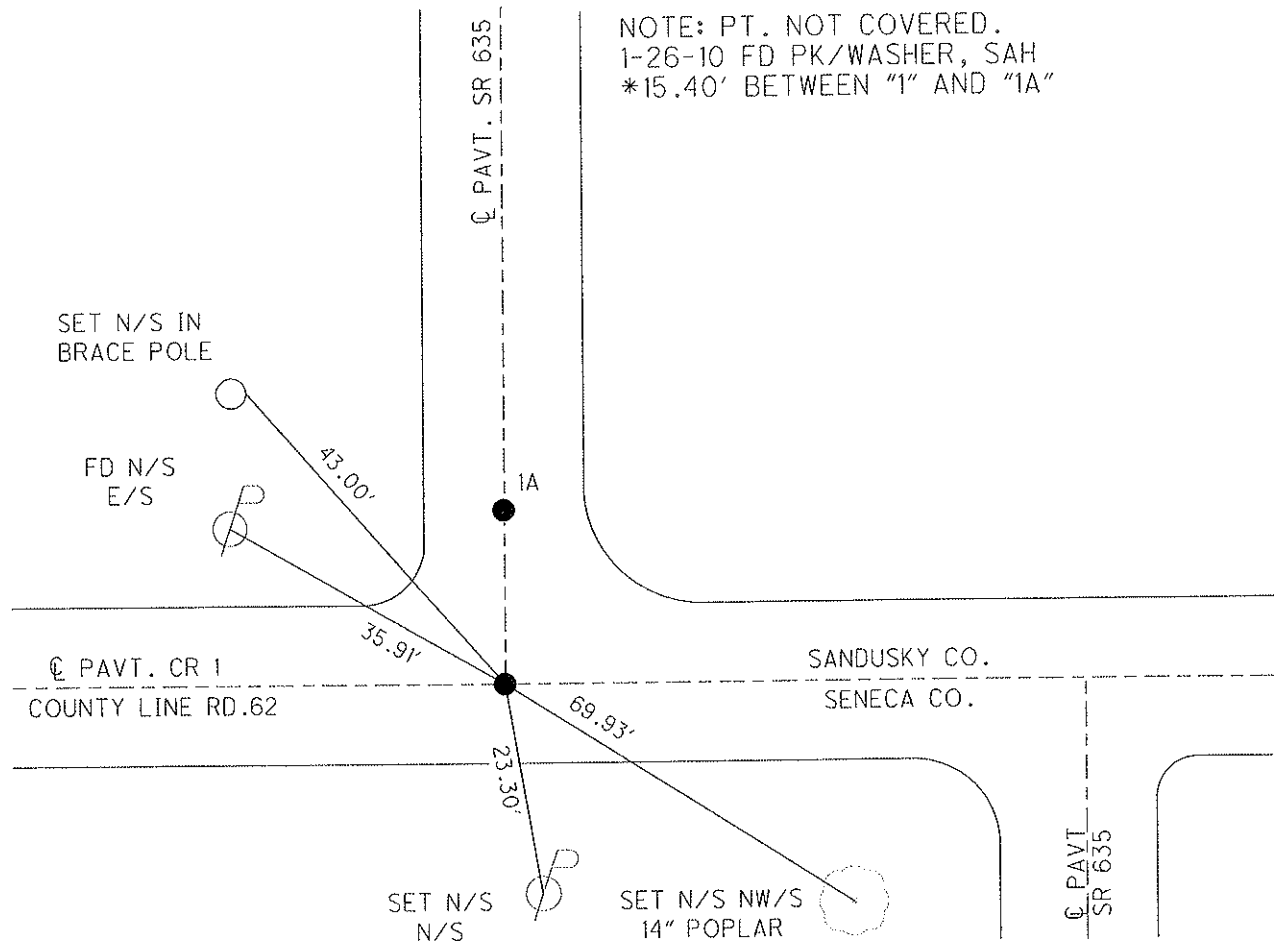 NOTE: PT. NOT COVERED.
1-26-10 FD PK/WASHER, SAH
*15.40' BETWEEN "1" AND "1A"
℄ PAVT. SR 635
SET N/S IN
BRACE POLE
43.00'
FD N/S
E/S
1A
35.91'
℄ PAVT. CR 1
COUNTY LINE RD.62
SANDUSKY CO.
SENECA CO.
69.93'
23.30'
SET N/S
N/S
SET N/S NW/S
14" POPLAR
℄ PAVT
SR 635